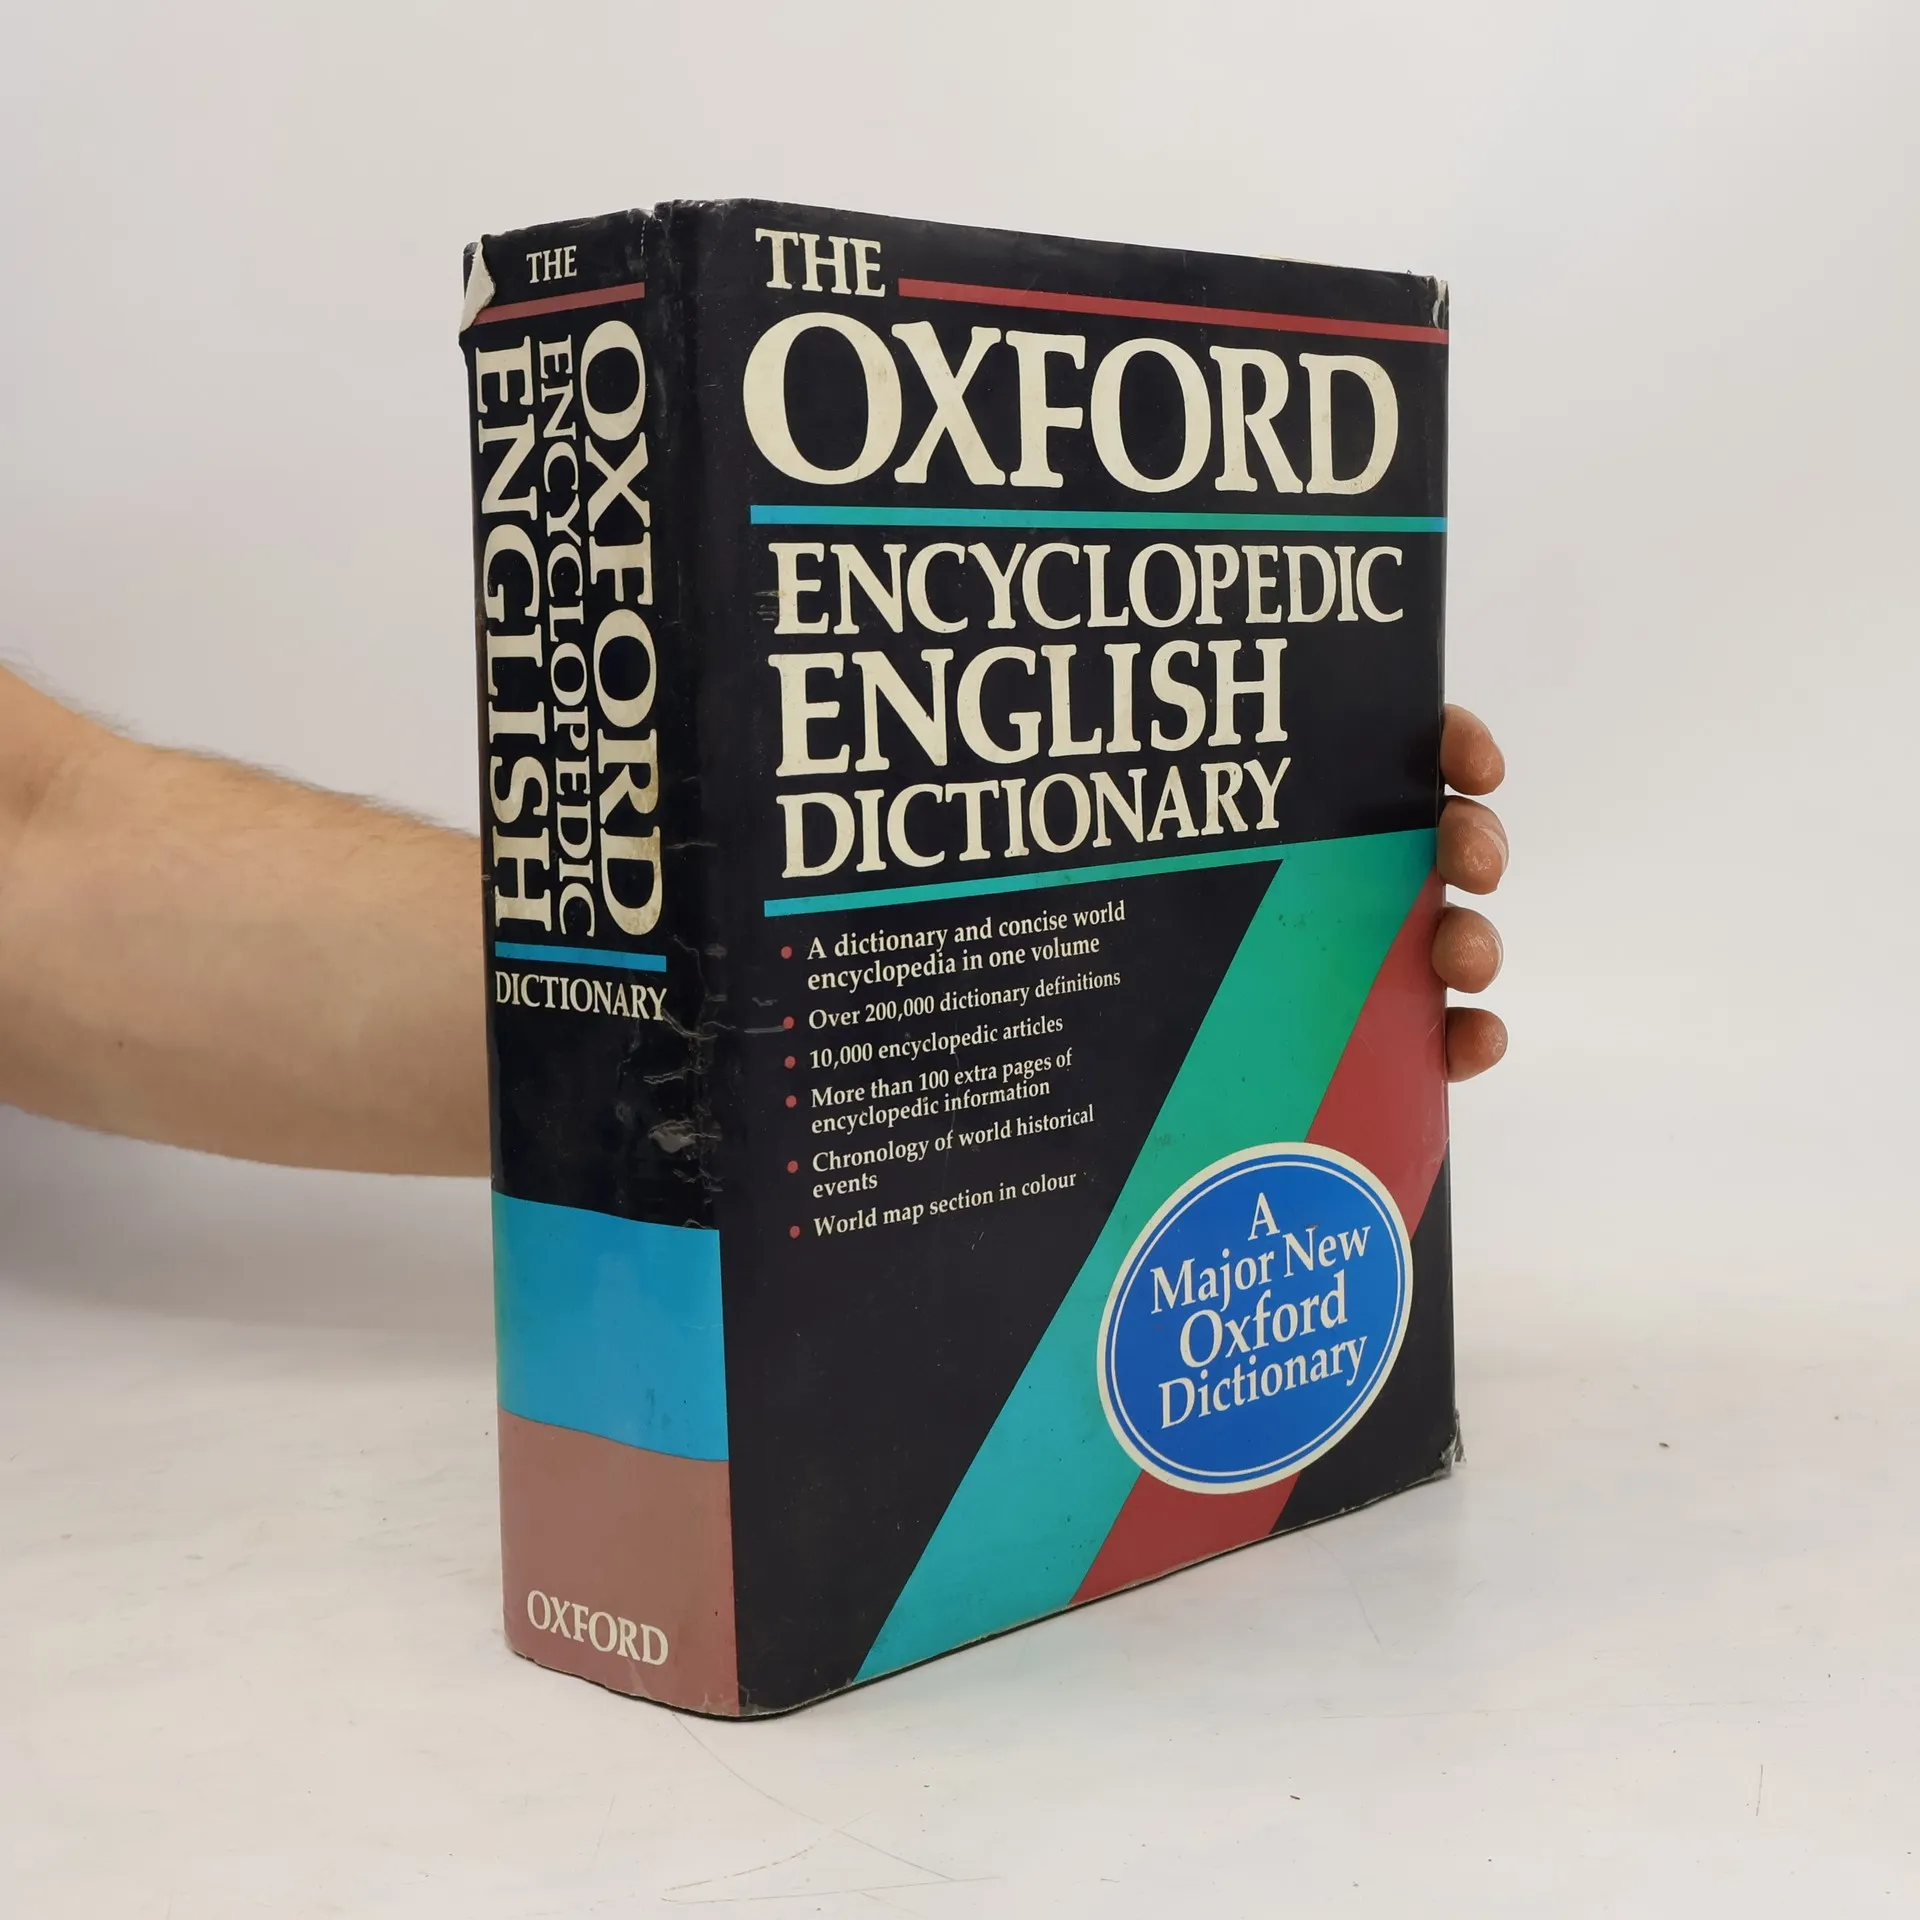 THE
OXFORD
ENCYCLOPEDIC
ENGLISH
DICTIONARY
OXFORD
THE
OXFORD
ENCYCLOPEDIC
ENGLISH
DICTIONARY
• A dictionary and concise world
encyclopedia in one volume
• Over 200,000 dictionary definitions
• 10,000 encyclopedic articles
• More than 100 extra pages of
encyclopedic information
• Chronology of world historical
events
• World map section in colour
A
Major New
Oxford
Dictionary